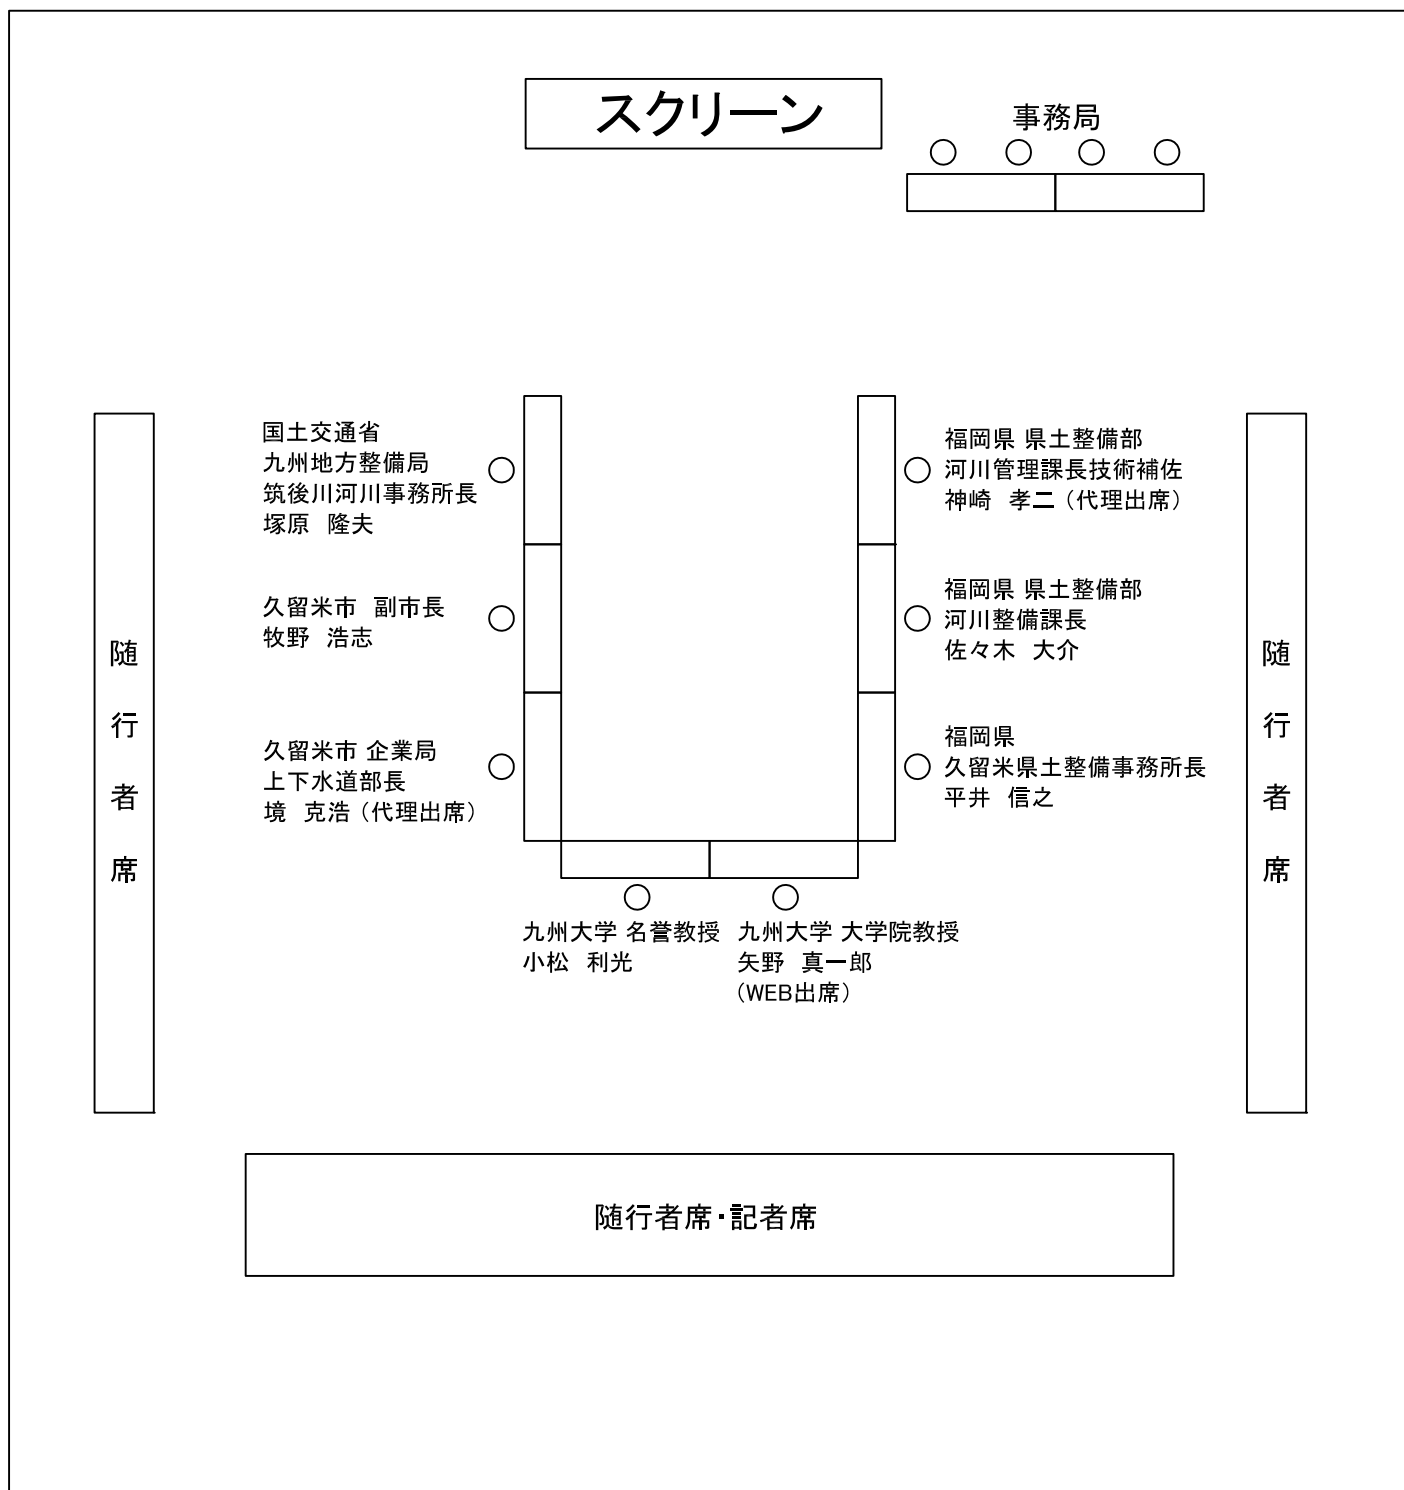 スクリーン
事務局
国土交通省
九州地方整備局
筑後川河川事務所長
塚原　隆夫
久留米市　副市長
牧野　浩志
久留米市 企業局
上下水道部長
境　克浩（代理出席）
福岡県 県土整備部
河川管理課長技術補佐
神崎　孝二（代理出席）
福岡県 県土整備部
河川整備課長
佐々木　大介
福岡県
久留米県土整備事務所長
平井　信之
九州大学 名誉教授
小松　利光
九州大学 大学院教授
矢野　真一郎
（WEB出席）
随行者席
随行者席
随行者席・記者席